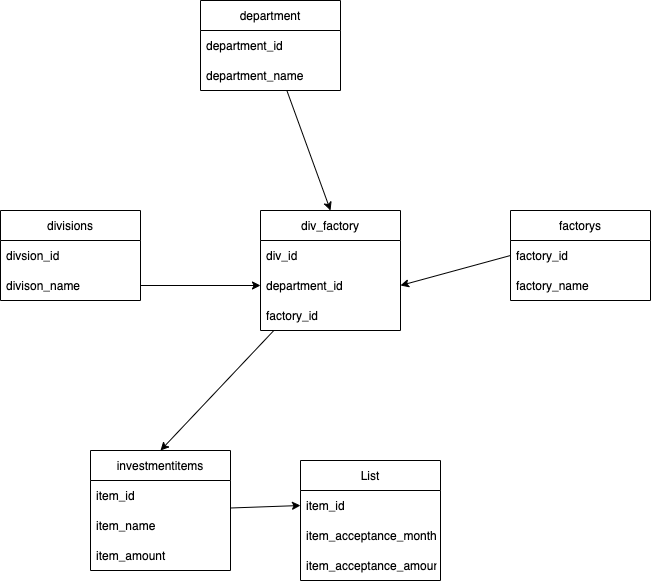 department
department_id
department_name
divisions
divsion_id
divison_name
div_factory
div_id
department_id
factory_id
factorys
factory_id
factory_name
investmentitems
item_id
item_name
item_amount
List
item_id
item_acceptance_month
item_acceptance_amour